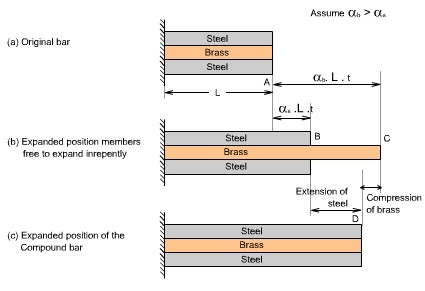 Assume αb > αs
(a) Original bar
Steel
Brass
Steel
A
L
αb. L . t
αs .L. t
(b) Expanded position members
free to expand inrepently
Steel
Brass
Steel
B
C
Extension of
steel
Compression
of brass
D
(c) Expanded position of the
Compound bar
Steel
Brass
Steel